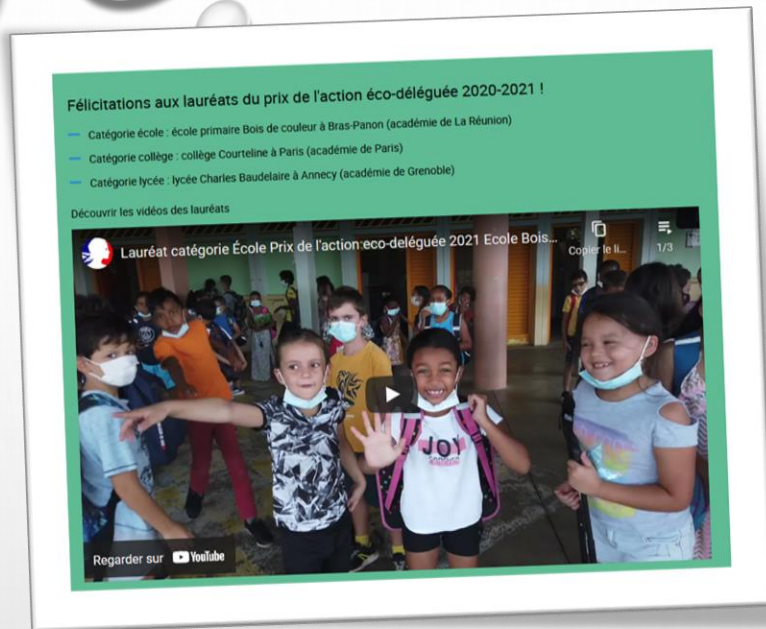 Félicitations aux lauréats du prix de l'action éco-déléguée 2020-2021 !
Catégorie école : école primaire Bois de couleur à Bras-Panon (académie de La Réunion)
Catégorie collège : collège Courteline à Paris (académie de Paris)
Catégorie lycée : lycée Charles Baudelaire à Annecy (académie de Grenoble)
Découvrir les vidéos des lauréats
Lauréat catégorie École Prix de l'action eco-deléguée 2021 Ecole Bois...
Copier le li...
1/3
JOY
Regarder sur YouTube